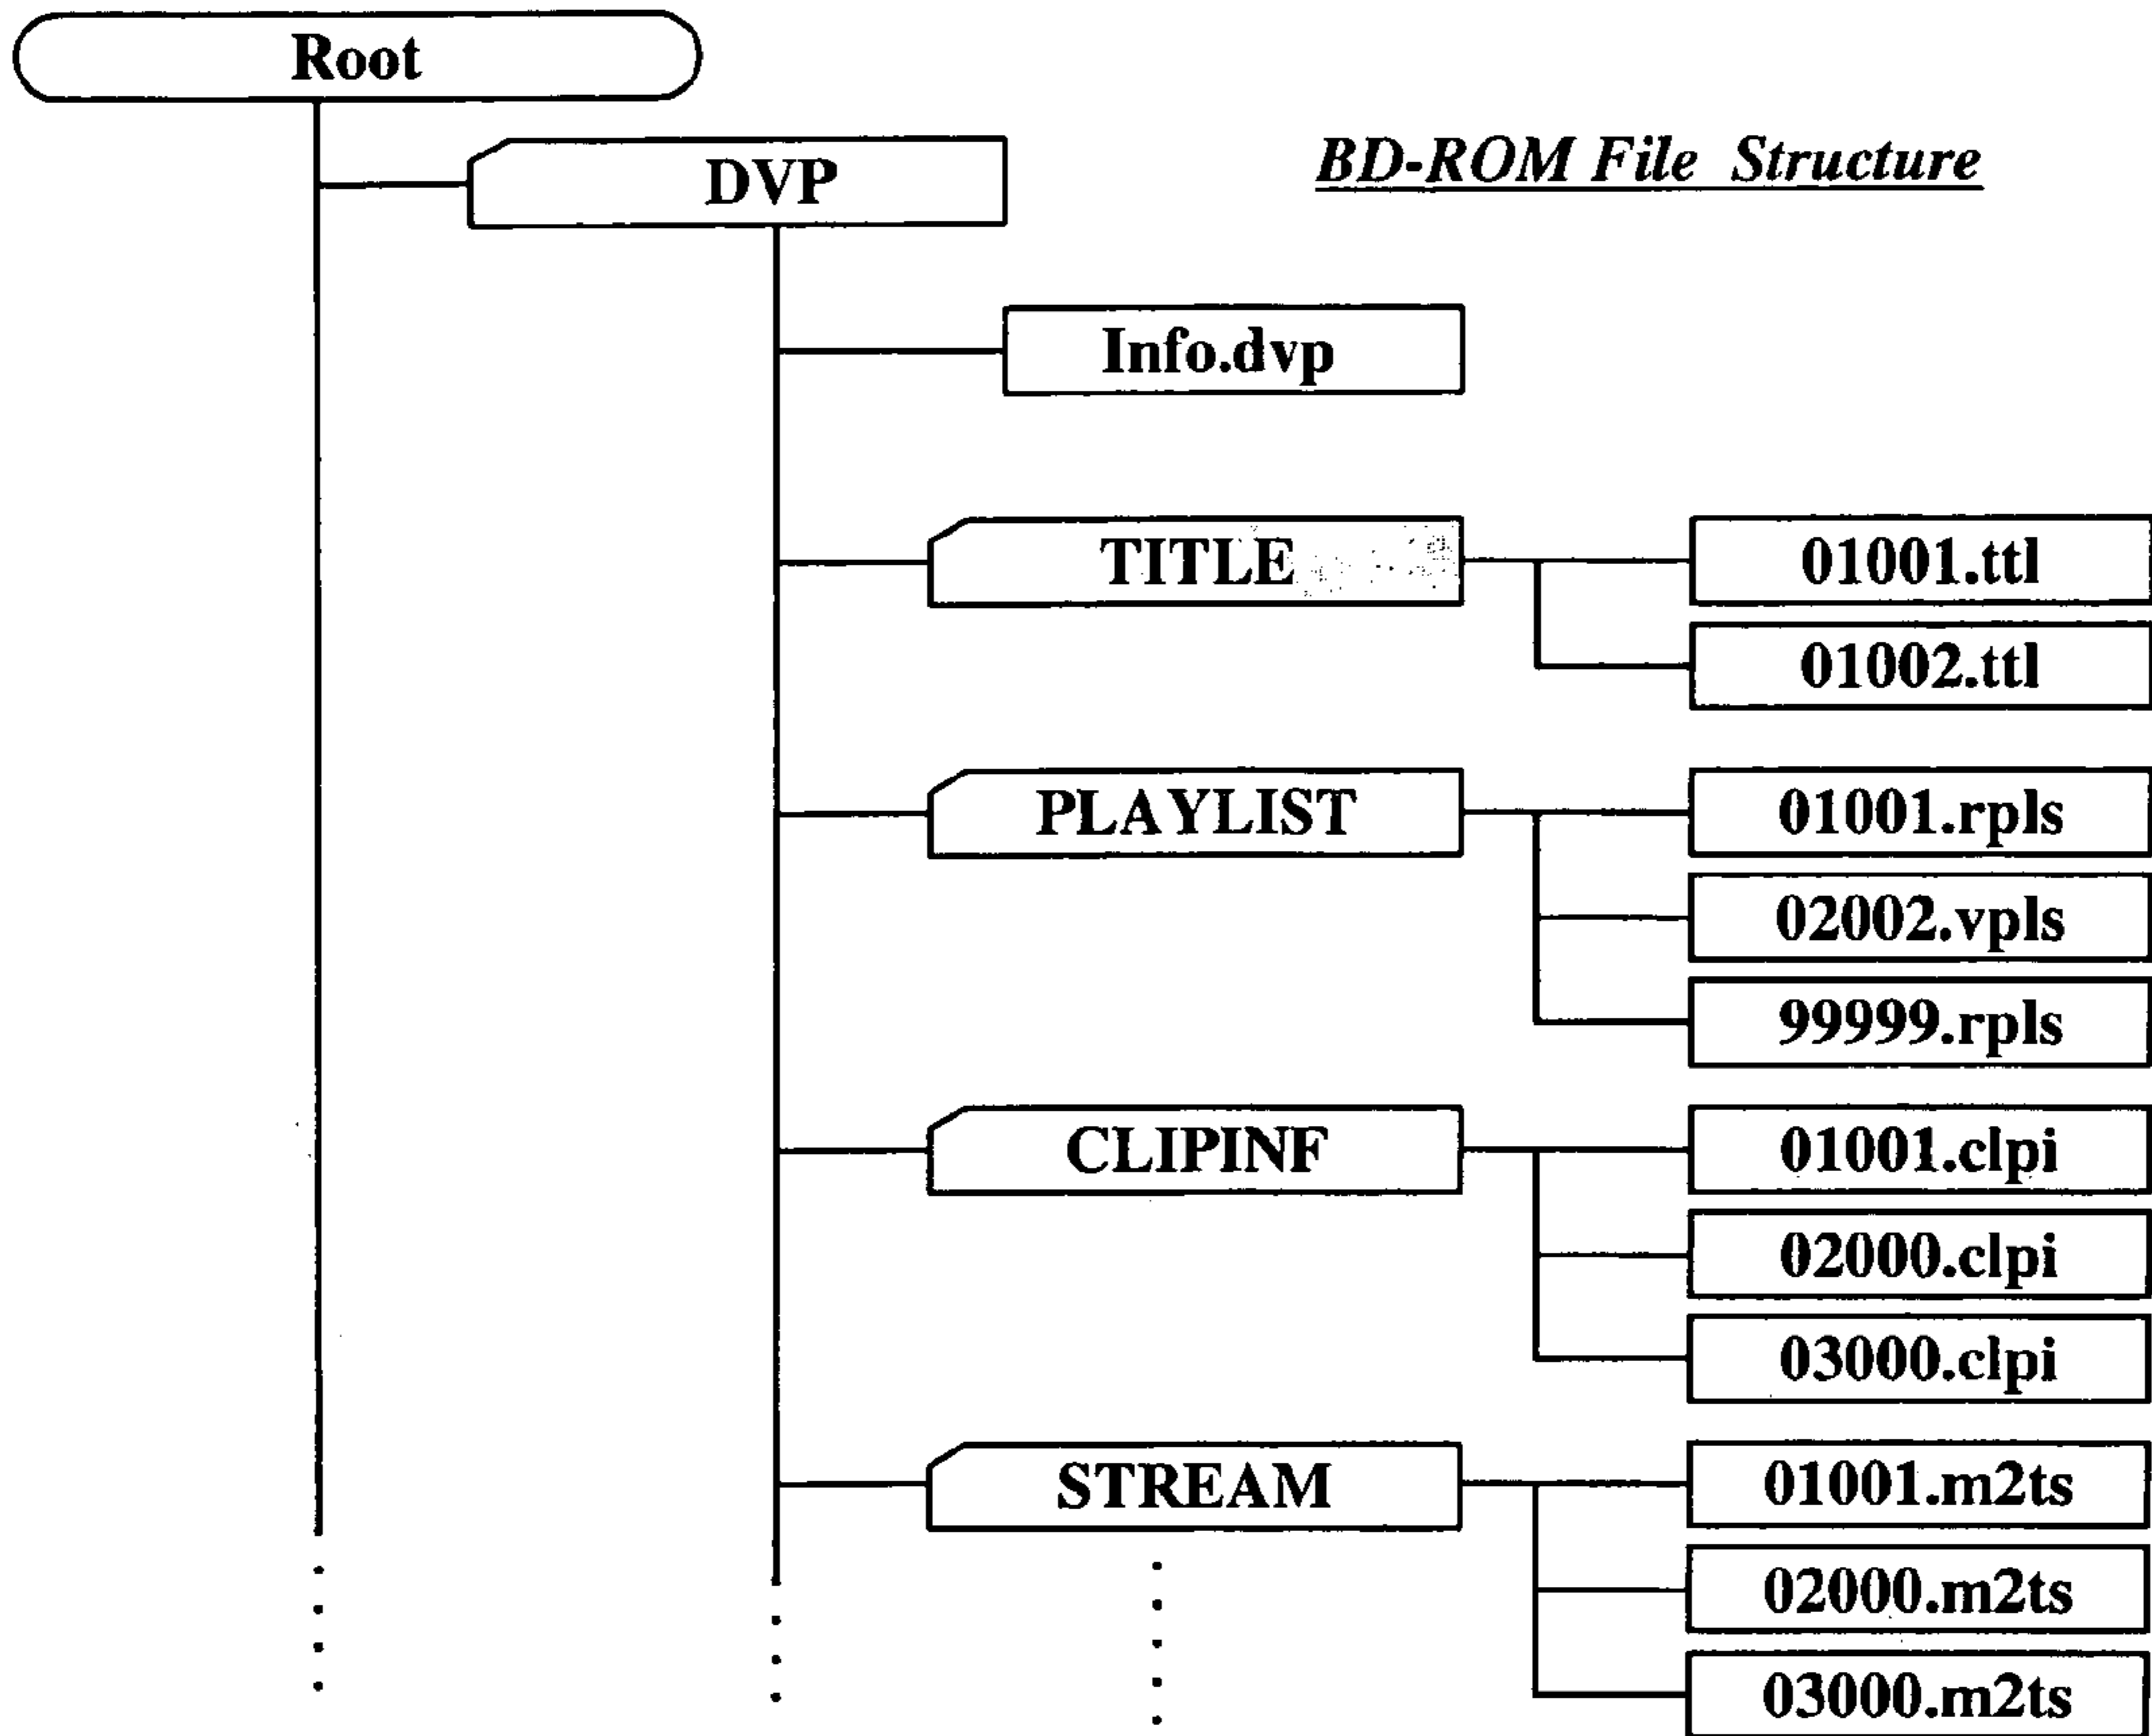 Root
DVP
BD-ROM File Structure
Info.dvp
TITLE
01001.ttl
01002.ttl
PLAYLIST
01001.rpls
02002.vpls
99999.rpls
CLIPINF
01001.clpi
02000.clpi
03000.clpi
STREAM
01001.m2ts
02000.m2ts
03000.m2ts